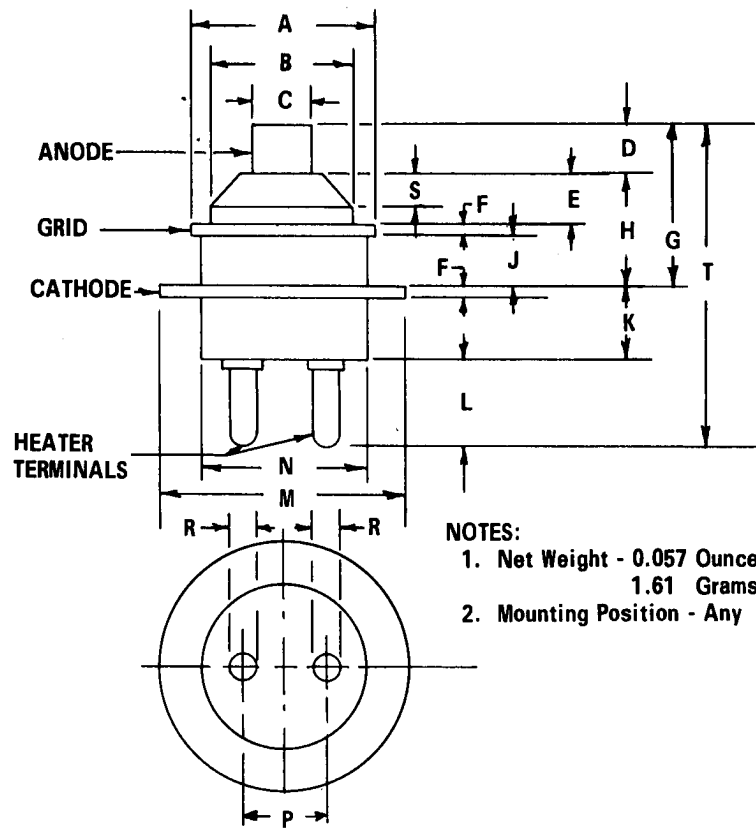 A
B
C
ANODE
D
S
E
F
H
GRID
G
J
T
F
CATHODE
K
L
HEATER
TERMINALS
N
M
R
R
NOTES:
1. Net Weight - 0.057 Ounce
1.61 Grams
2. Mounting Position - Any
P